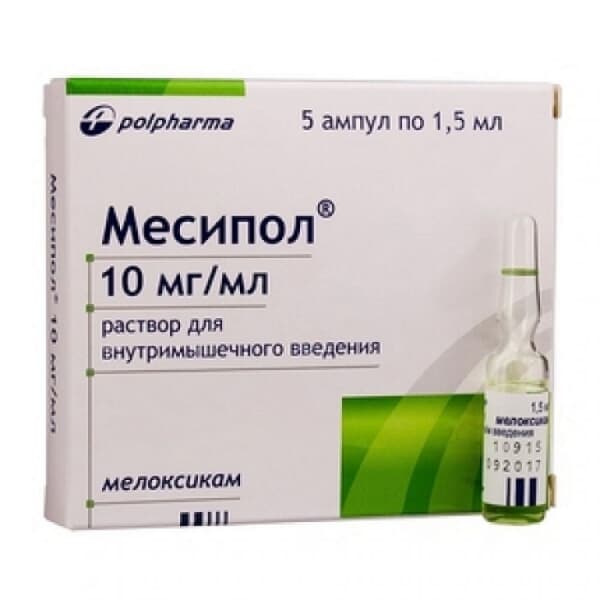 polpharma
5 ампул по 1,5 мл
Месипол®
10 мг/мл
раствор для
внутримышечного введения
мелоксикам
Месипол® 10 мг/мл
1,5
мелоксикам
введения
10915
092017